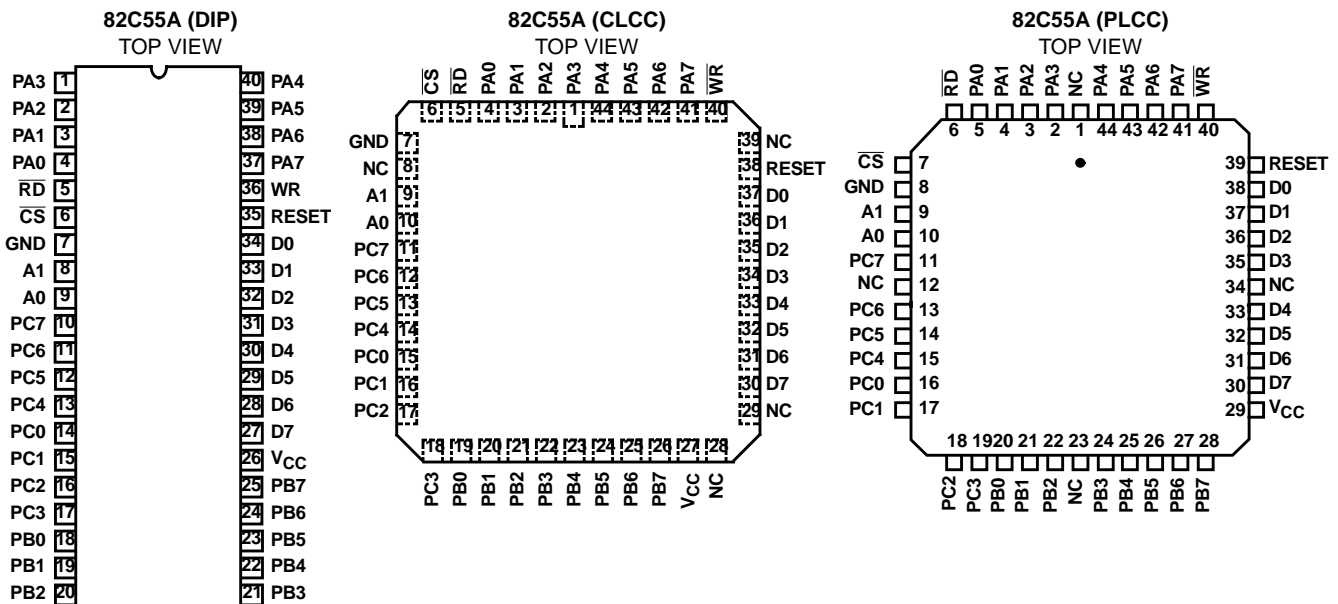 82C55A (DIP)
TOP VIEW
PA3 1 40 PA4
PA2 2 39 PA5
PA1 3 38 PA6
PA0 4 37 PA7
RD 5 36 WR
CS 6 35 RESET
GND 7 34 D0
A1 8 33 D1
A0 9 32 D2
PC7 10 31 D3
PC6 11 30 D4
PC5 12 29 D5
PC4 13 28 D6
PC0 14 27 D7
PC1 15 26 VCC
PC2 16 25 PB7
PC3 17 24 PB6
PB0 18 23 PB5
PB1 19 22 PB4
PB2 20 21 PB3
82C55A (CLCC)
TOP VIEW
CS RD PA0 PA1 PA2 PA3 PA4 PA5 PA6 PA7 WR
6 5 4 3 2 1 44 43 42 41 40
GND 7 39 NC
NC 8 38 RESET
A1 9 37 D0
A0 10 36 D1
PC7 11 35 D2
PC6 12 34 D3
PC5 13 33 D4
PC4 14 32 D5
PC0 15 31 D6
PC1 16 30 D7
PC2 17 29 NC
18 19 20 21 22 23 24 25 26 27 28
PC3 PB0 PB1 PB2 PB3 PB4 PB5 PB6 PB7 VCC NC
82C55A (PLCC)
TOP VIEW
RD PA0 PA1 PA2 PA3 NC PA4 PA5 PA6 PA7 WR
6 5 4 3 2 1 44 43 42 41 40
CS 7 39 RESET
GND 8 38 D0
A1 9 37 D1
A0 10 36 D2
PC7 11 35 D3
NC 12 34 NC
PC6 13 33 D4
PC5 14 32 D5
PC4 15 31 D6
PC0 16 30 D7
PC1 17 29 VCC
18 19 20 21 22 23 24 25 26 27 28
PC2 PC3 PB0 PB1 PB2 NC PB3 PB4 PB5 PB6 PB7